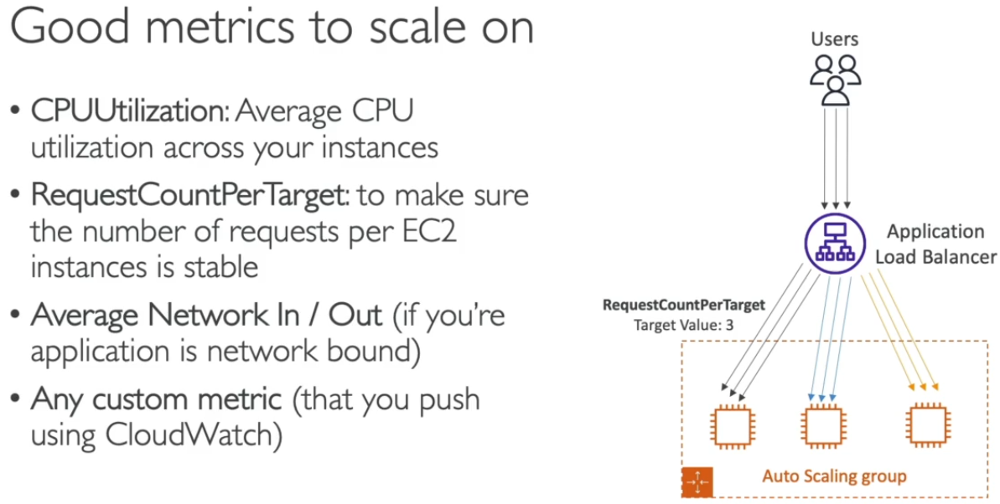 Good metrics to scale on
• CPUUtilization: Average CPU
utilization across your instances
• RequestCountPerTarget: to make sure
the number of requests per EC2
instances is stable
• Average Network In / Out (if you’re
application is network bound)
• Any custom metric (that you push
using CloudWatch)
Users
Application
Load Balancer
RequestCountPerTarget
Target Value: 3
Auto Scaling group